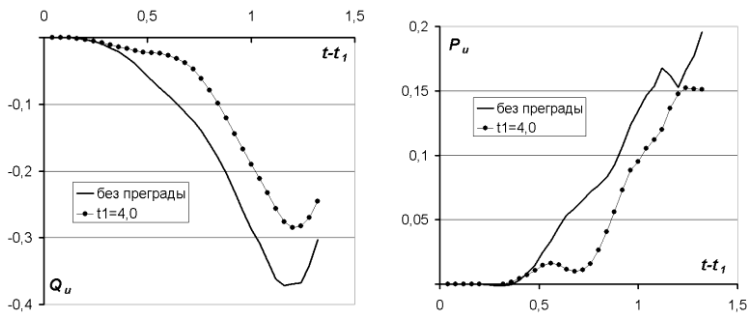 0 0,5 1 1,5
t-t₁
-0,1
-0,2
-0,3
-0,4
без преграды
t1=4,0
Qᵤ
0,2
0,15
0,1
0,05
Pᵤ
без преграды
t1=4,0
t-t₁
0 0,5 1 1,5